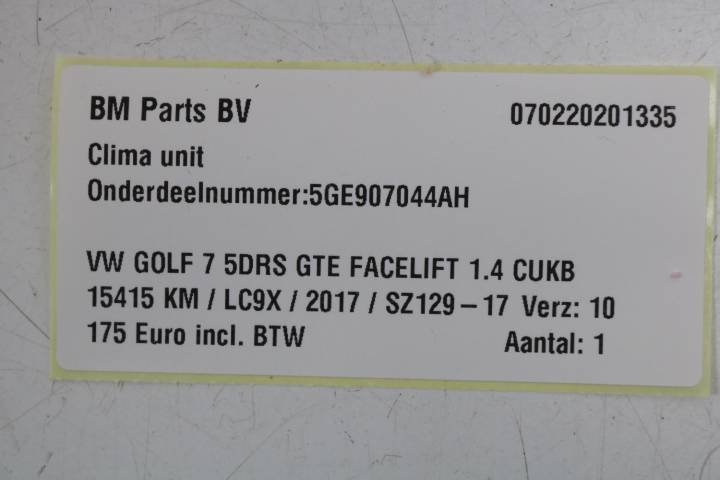 BM Parts BV 070220201335
Clima unit
Onderdeelnummer:5GE907044AH
VW GOLF 7 5DRS GTE FACELIFT 1.4 CUKB
15415 KM / LC9X / 2017 / SZ129-17 Verz: 10
175 Euro incl. BTW Aantal: 1